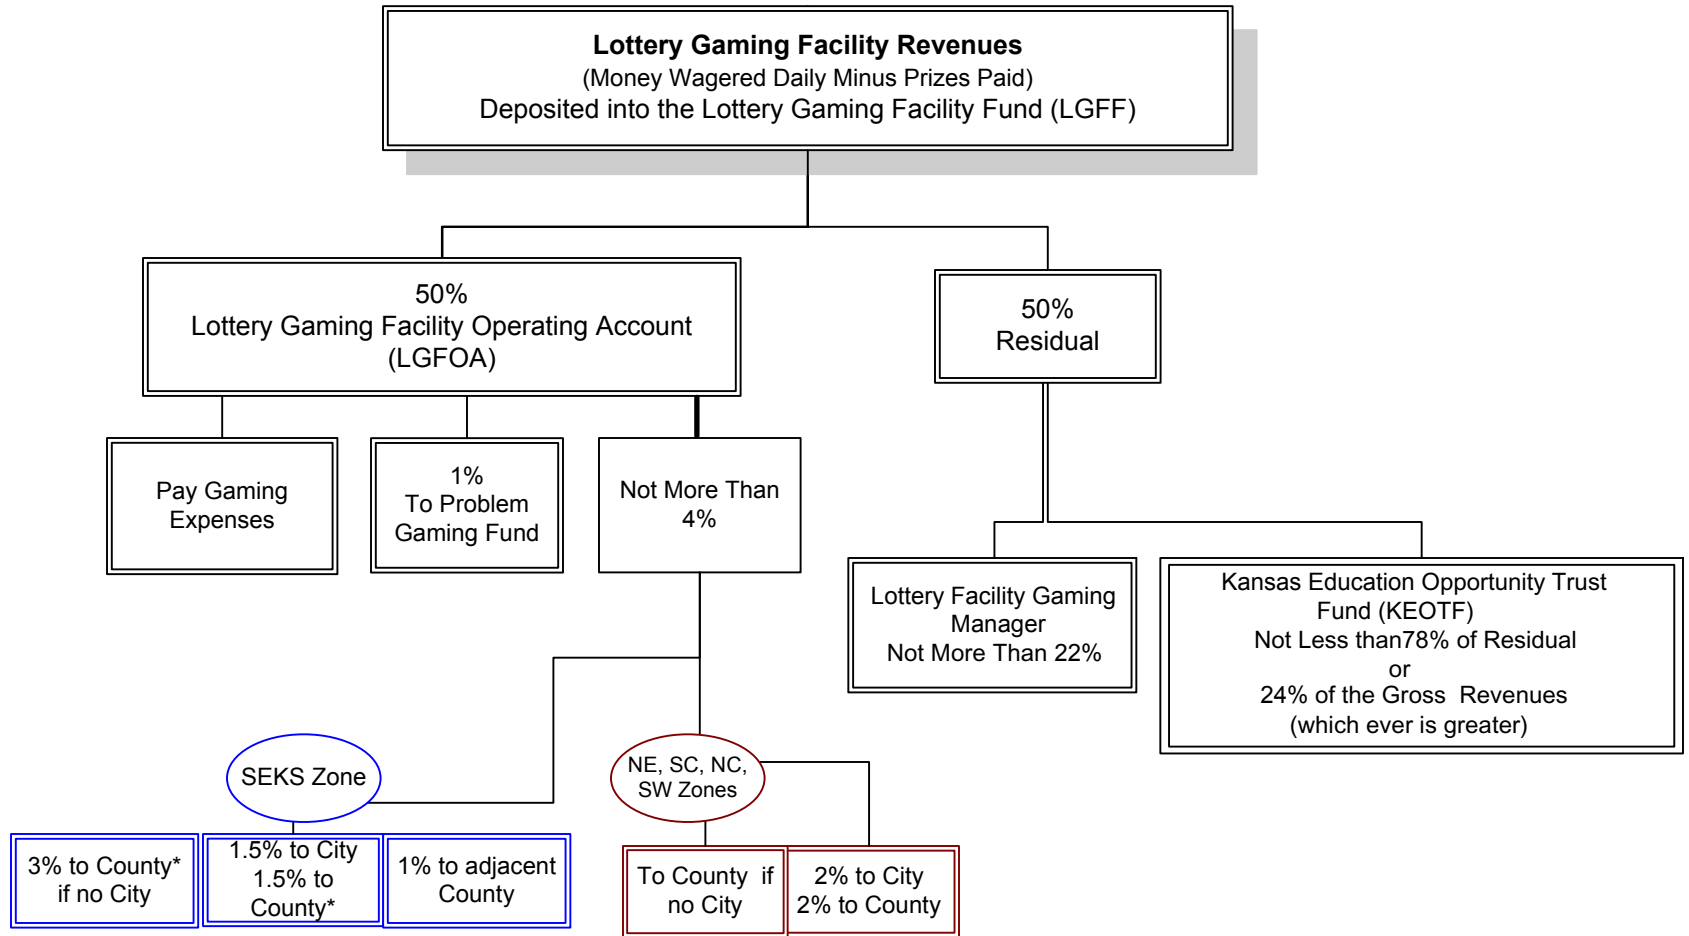 Lottery Gaming Facility Revenues
(Money Wagered Daily Minus Prizes Paid)
Deposited into the Lottery Gaming Facility Fund (LGFF)
50%
Lottery Gaming Facility Operating Account
(LGFOA)
50%
Residual
Pay Gaming
Expenses
1%
To Problem
Gaming Fund
Not More Than
4%
Lottery Facility Gaming
Manager
Not More Than 22%
Kansas Education Opportunity Trust
Fund (KEOTF)
Not Less than78% of Residual
or
24% of the Gross Revenues
(which ever is greater)
SEKS Zone
NE, SC, NC,
SW Zones
3% to County*
if no City
1.5% to City
1.5% to
County*
1% to adjacent
County
To County if
no City
2% to City
2% to County